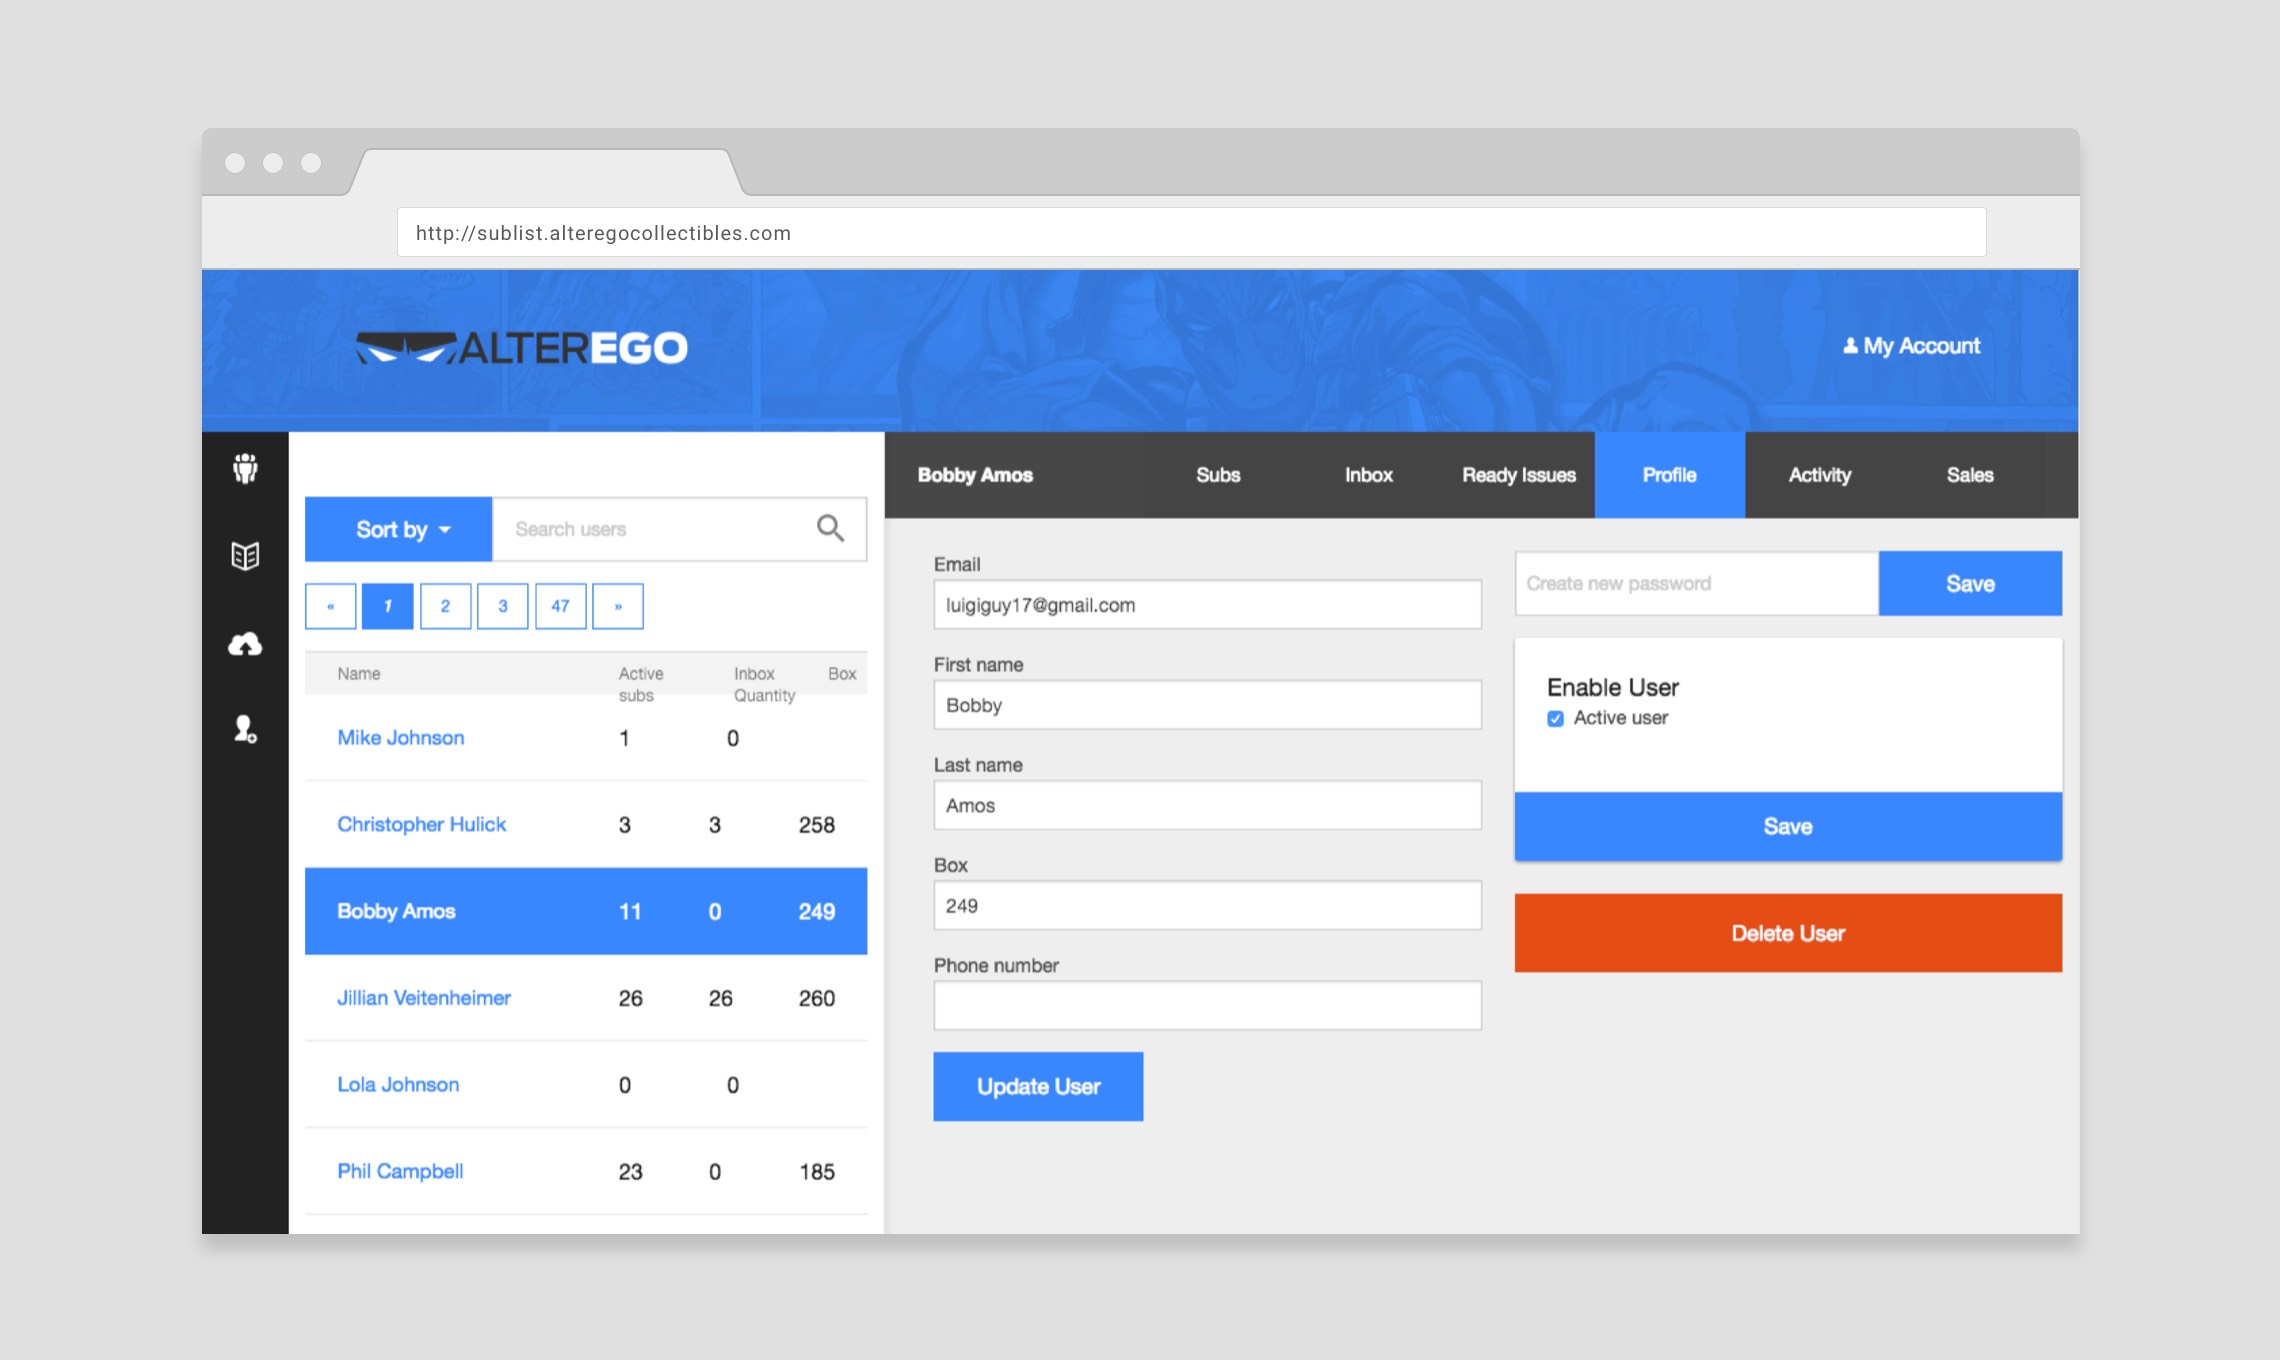 http://sublist.alteregocollectibles.com
ALTEREGO
My Account
Sort by
Search users
« 1 2 3 47 »
Name Active subs Inbox Quantity Box
Mike Johnson 1 0
Christopher Hulick 3 3 258
Bobby Amos 11 0 249
Jillian Veitenheimer 26 26 260
Lola Johnson 0 0
Phil Campbell 23 0 185
Bobby Amos Subs Inbox Ready Issues Profile Activity Sales
Email
luigiguy17@gmail.com
First name
Bobby
Last name
Amos
Box
249
Phone number
Update User
Create new password
Save
Enable User
Active user
Save
Delete User